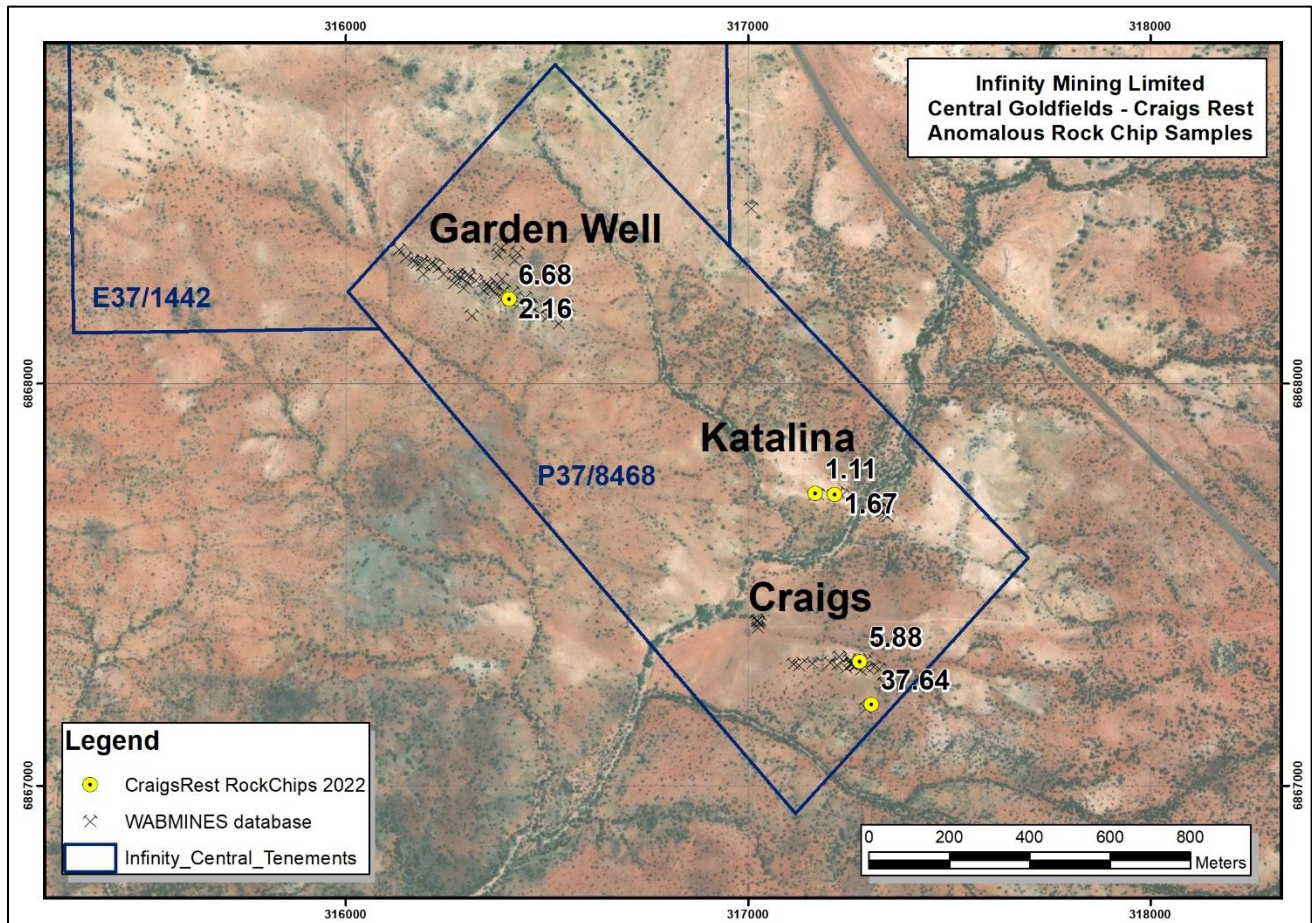 316000
317000
318000
Infinity Mining Limited
Central Goldfields - Craigs Rest
Anomalous Rock Chip Samples
Garden Well
6.68
2.16
E37/1442
6868000
6868000
Katalina
1.11
1.67
P37/8468
Craigs
5.88
37.64
Legend
CraigsRest RockChips 2022
WABMINES database
Infinity_Central_Tenements
6867000
6867000
0 200 400 600 800
Meters
316000
317000
318000